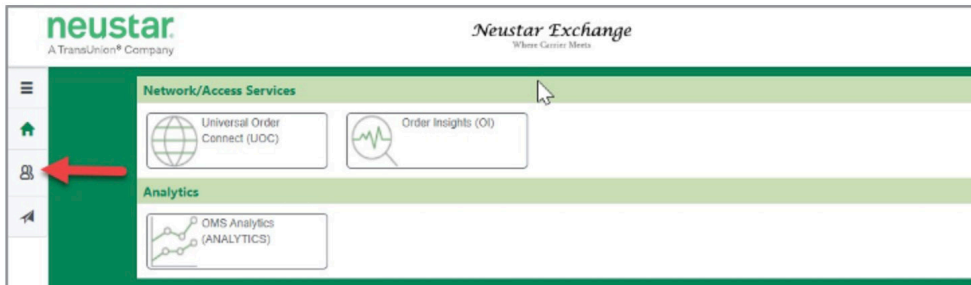 neustar
A TransUnion® Company
Neustar Exchange
Where Carrier Meets
Network/Access Services
Universal Order
Connect (UOC)
Order Insights (OI)
Analytics
OMS Analytics
(ANALYTICS)